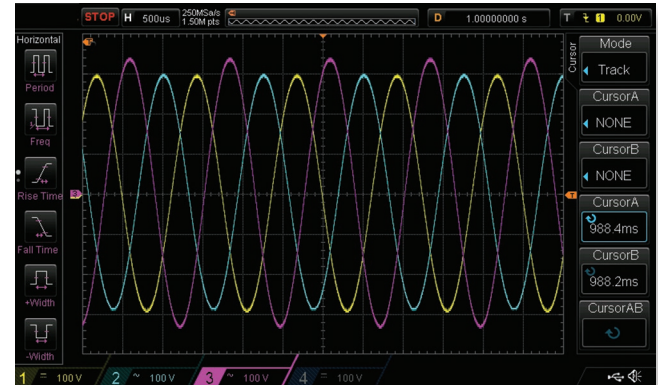 STOP H 500us 250MSa/s 1.50M pts D 1.00000000 s T 1 0.00V
Horizontal
Period
Freq
Rise Time
Fall Time
+Width
-Width
T
3
T
Cursor
Mode
Track
CursorA
NONE
CursorB
NONE
CursorA
988.4ms
CursorB
988.2ms
CursorAB
1 = 100 V 2 ~ 100 V 3 ~ 100 V 4 = 100 V